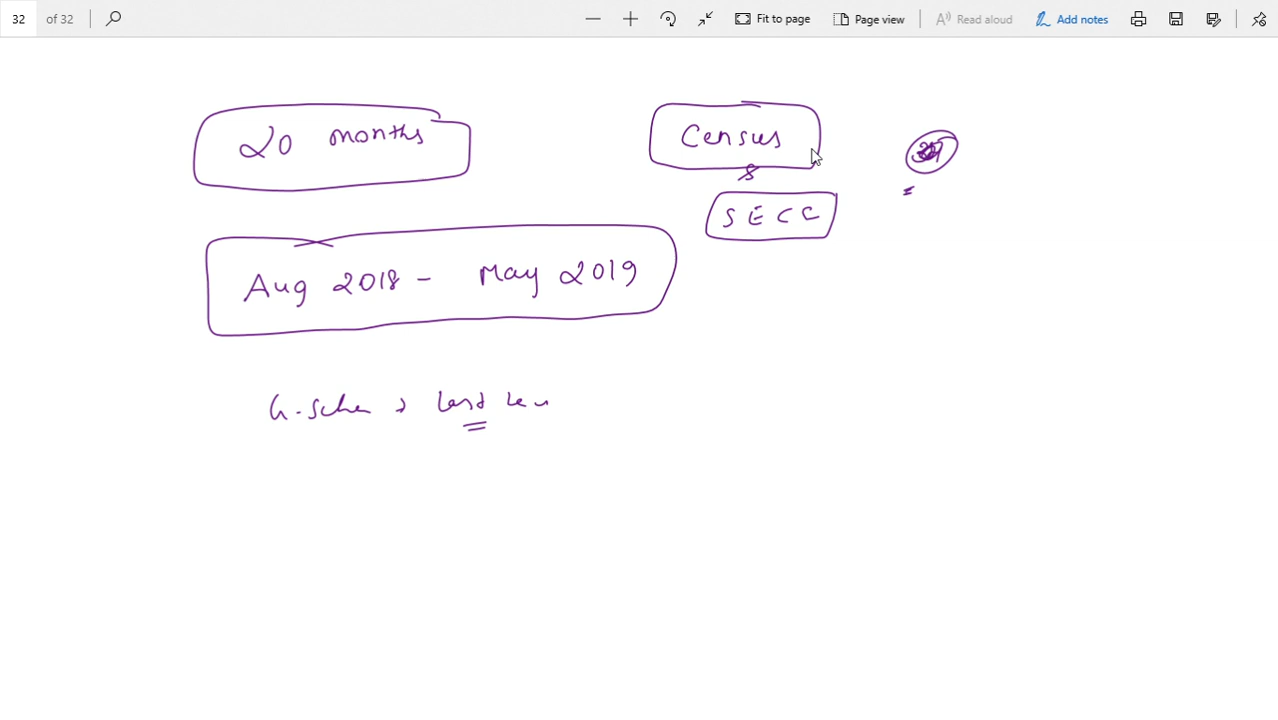 32 of 32 Fit to page Page view Read aloud Add notes
20 months
Census
&
SECC
Aug 2018 - May 2019
last